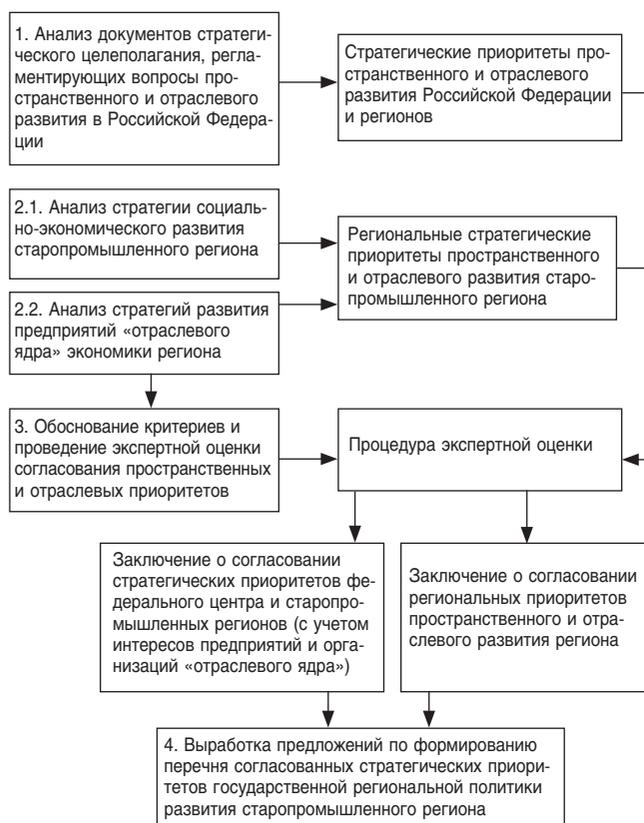 1. Анализ документов стратеги-
ческого целеполагания, регла-
ментирующих вопросы про-
странственного и отраслевого
развития в Российской Федера-
ции
Стратегические приоритеты про-
странственного и отраслевого
развития Российской Федерации
и регионов
2.1. Анализ стратегии социаль-
но-экономического развития
старопромышленного региона
Региональные стратегические
приоритеты пространственного
и отраслевого развития старо-
промышленного региона
2.2. Анализ стратегий развития
предприятий «отраслевого
ядра» экономики региона
3. Обоснование критериев и
проведение экспертной оценки
согласования пространственных
и отраслевых приоритетов
Процедура экспертной оценки
Заключение о согласовании
стратегических приоритетов фе-
дерального центра и старопро-
мышленных регионов (с учетом
интересов предприятий и орга-
низаций «отраслевого ядра»)
Заключение о согласовании
региональных приоритетов
пространственного и отра-
слевого развития региона
4. Выработка предложений по формированию
перечня согласованных стратегических приори-
тетов государственной региональной политики
развития старопромышленного региона